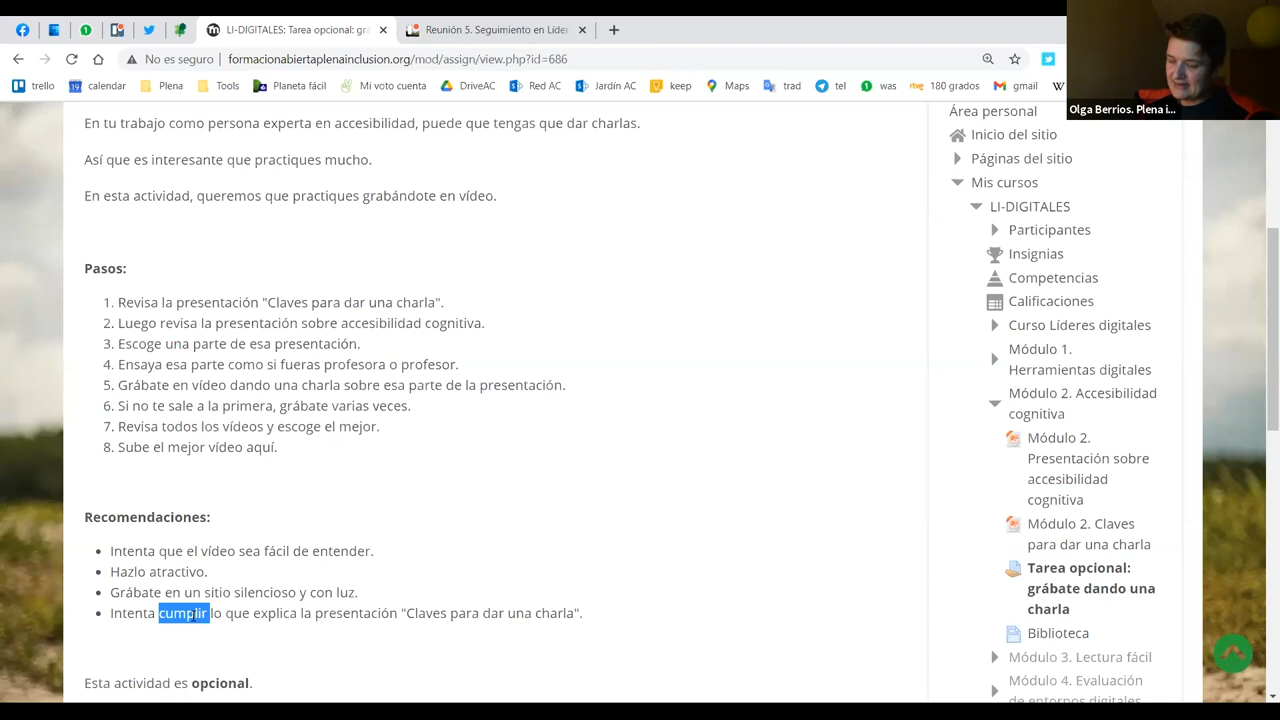 LI-DIGITALES: Tarea opcional: gra
Reunión 5. Seguimiento en Líder
No es seguro
formacionabiertaplenainclusion.org/mod/assign/view.php?id=686
trello
calendar
Plena
Tools
Planeta fácil
Mi voto cuenta
DriveAC
Red AC
Jardín AC
keep
Maps
trad
tel
was
180 grados
gmail
Olga Berrios. Plena i...
En tu trabajo como persona experta en accesibilidad, puede que tengas que dar charlas.
Así que es interesante que practiques mucho.
En esta actividad, queremos que practiques grabándote en vídeo.
Pasos:
1. Revisa la presentación "Claves para dar una charla".
2. Luego revisa la presentación sobre accesibilidad cognitiva.
3. Escoge una parte de esa presentación.
4. Ensaya esa parte como si fueras profesora o profesor.
5. Grábate en vídeo dando una charla sobre esa parte de la presentación.
6. Si no te sale a la primera, grábate varias veces.
7. Revisa todos los vídeos y escoge el mejor.
8. Sube el mejor vídeo aquí.
Recomendaciones:
Intenta que el vídeo sea fácil de entender.
Hazlo atractivo.
Grábate en un sitio silencioso y con luz.
Intenta cumplir lo que explica la presentación "Claves para dar una charla".
Esta actividad es opcional.
Área personal
Inicio del sitio
Páginas del sitio
Mis cursos
LI-DIGITALES
Participantes
Insignias
Competencias
Calificaciones
Curso Líderes digitales
Módulo 1.
Herramientas digitales
Módulo 2. Accesibilidad
cognitiva
Módulo 2.
Presentación sobre
accesibilidad
cognitiva
Módulo 2. Claves
para dar una charla
Tarea opcional:
grábate dando una
charla
Biblioteca
Módulo 3. Lectura fácil
Módulo 4. Evaluación
de entornos digitales